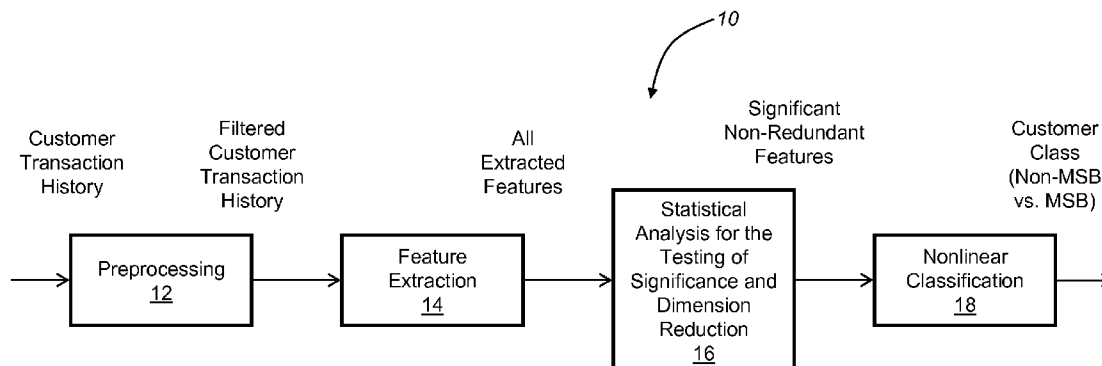 10
Customer
Transaction
History
Filtered
Customer
Transaction
History
All
Extracted
Features
Significant
Non-Redundant
Features
Customer
Class
(Non-MSB
vs. MSB)
Preprocessing
12
Feature
Extraction
14
Statistical
Analysis for the
Testing of
Significance and
Dimension
Reduction
16
Nonlinear
Classification
18